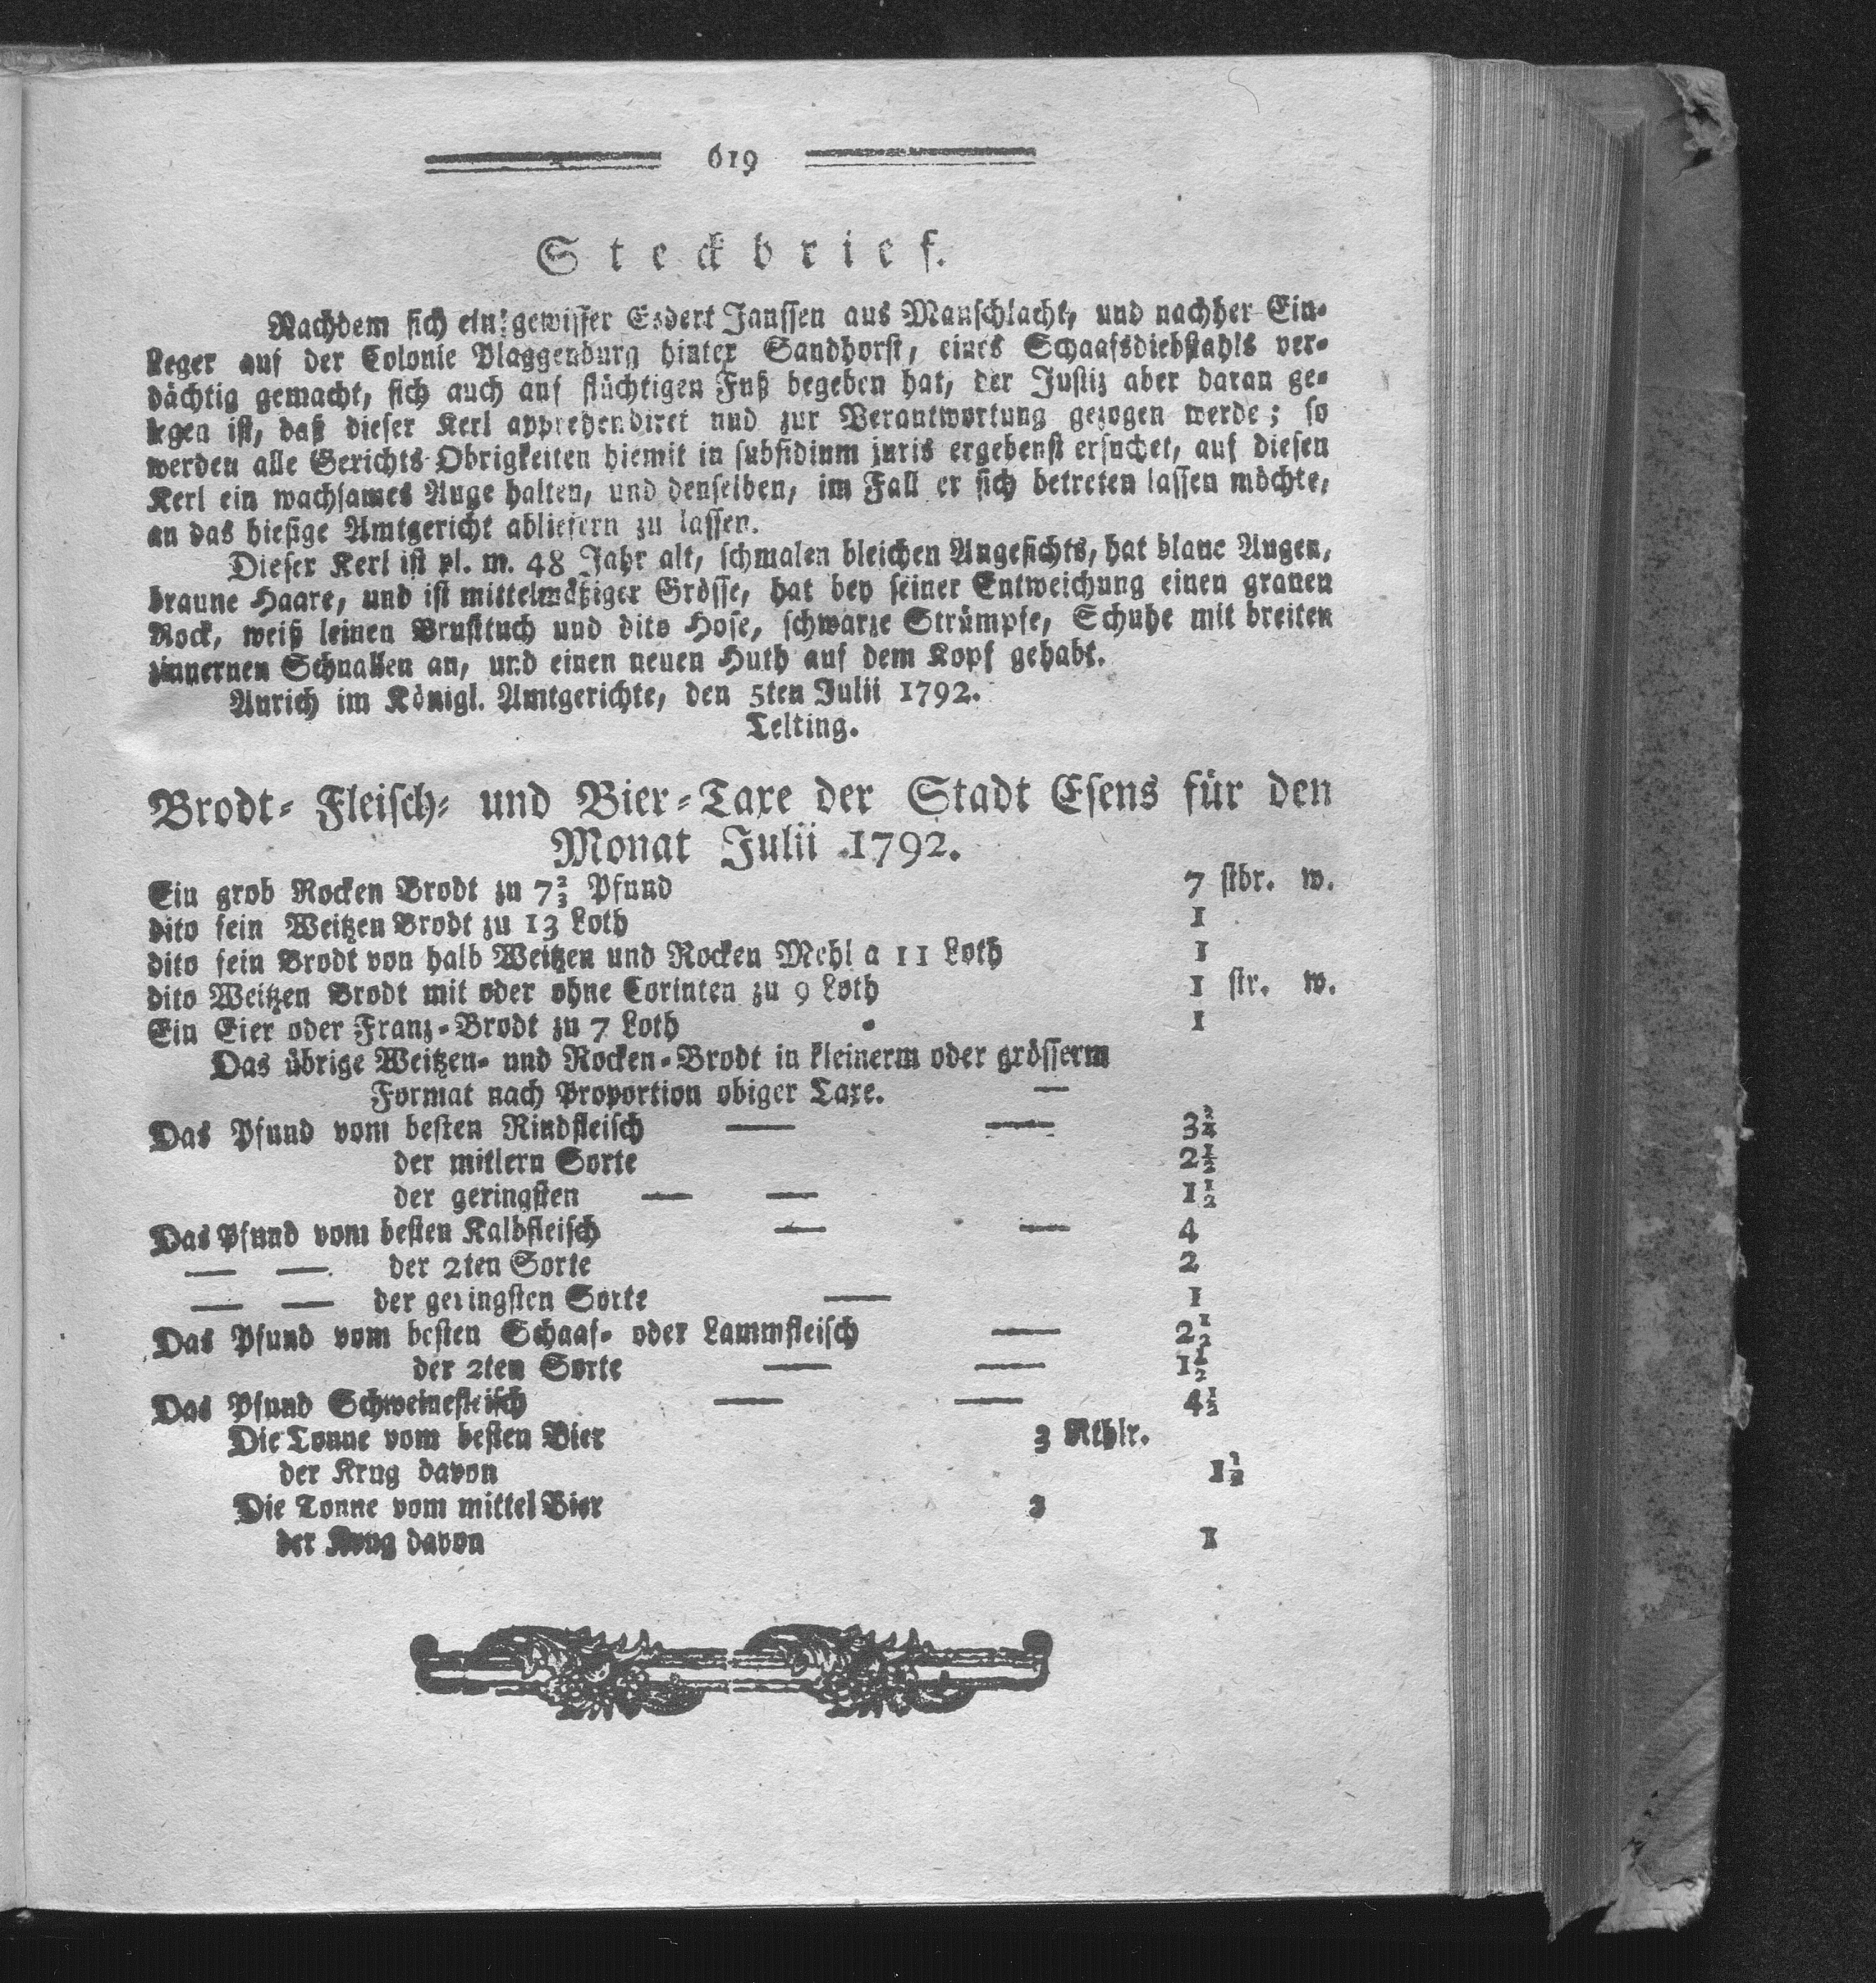 619
Steckbrief.
Nachdem sich ein gewisser Esdert Janssen aus Manschlacht, und nachher Ein-
leger auf der Colonie Plaggenburg hinter Sandhorst, eines Schaafsdiebstahls ver-
dächtig gemacht, sich auch auf flüchtigen Fuß begeben hat, der Justiz aber daran ge-
legen ist, daß dieser Kerl apprehendiret und zur Verantwortung gezogen werde; so
werden alle Gerichts-Obrigkeiten hiemit in subsidium juris ergebenst ersuchet, auf diesen
Kerl ein wachsames Auge halten, und denselben, im Fall er sich betreten lassen möchte,
an das hiesige Amtgericht abliefern zu lassen.
Dieser Kerl ist pl. m. 48 Jahr alt, schmalen bleichen Angesichts, hat blaue Augen,
braune Haare, und ist mittelmäßiger Grösse, hat bey seiner Entweichung einen grauen
Rock, weiß leinen Brusttuch und dito Hose, schwarze Strümpfe, Schuhe mit breiten
zinnernen Schnallen an, und einen neuen Huth auf dem Kopf gehabt.
Aurich im Königl. Amtgerichte, den 5ten Julii 1792.
Telting.
Brodt- Fleisch- und Bier-Taxe der Stadt Esens für den
Monat Julii 1792.
Ein grob Rocken Brodt zu 7⅔ Pfund 7 stbr. w.
dito fein Weitzen Brodt zu 13 Loth 1
dito fein Brodt von halb Weitzen und Rocken Mehl a 11 Loth 1
dito Weitzen Brodt mit oder ohne Corinten zu 9 Loth 1 str. w.
Ein Eier oder Franz-Brodt zu 7 Loth 1
Das übrige Weitzen- und Rocken-Brodt in kleinerm oder grösserm
Format nach Proportion obiger Taxe. —
Das Pfund vom besten Rindfleisch — — 3¾
der mitlern Sorte 2½
der geringsten — — 1½
Das Pfund vom besten Kalbfleisch — — 4
— — der 2ten Sorte 2
— — der geringsten Sorte — 1
Das Pfund vom besten Schaaf- oder Lammfleisch — 2½
der 2ten Sorte — — 1½
Das Pfund Schweinefleisch — — 4½
Die Tonne vom besten Bier 3 Rthlr.
der Krug davon 1½
Die Tonne vom mittel Bier 2
der Krug davon 1